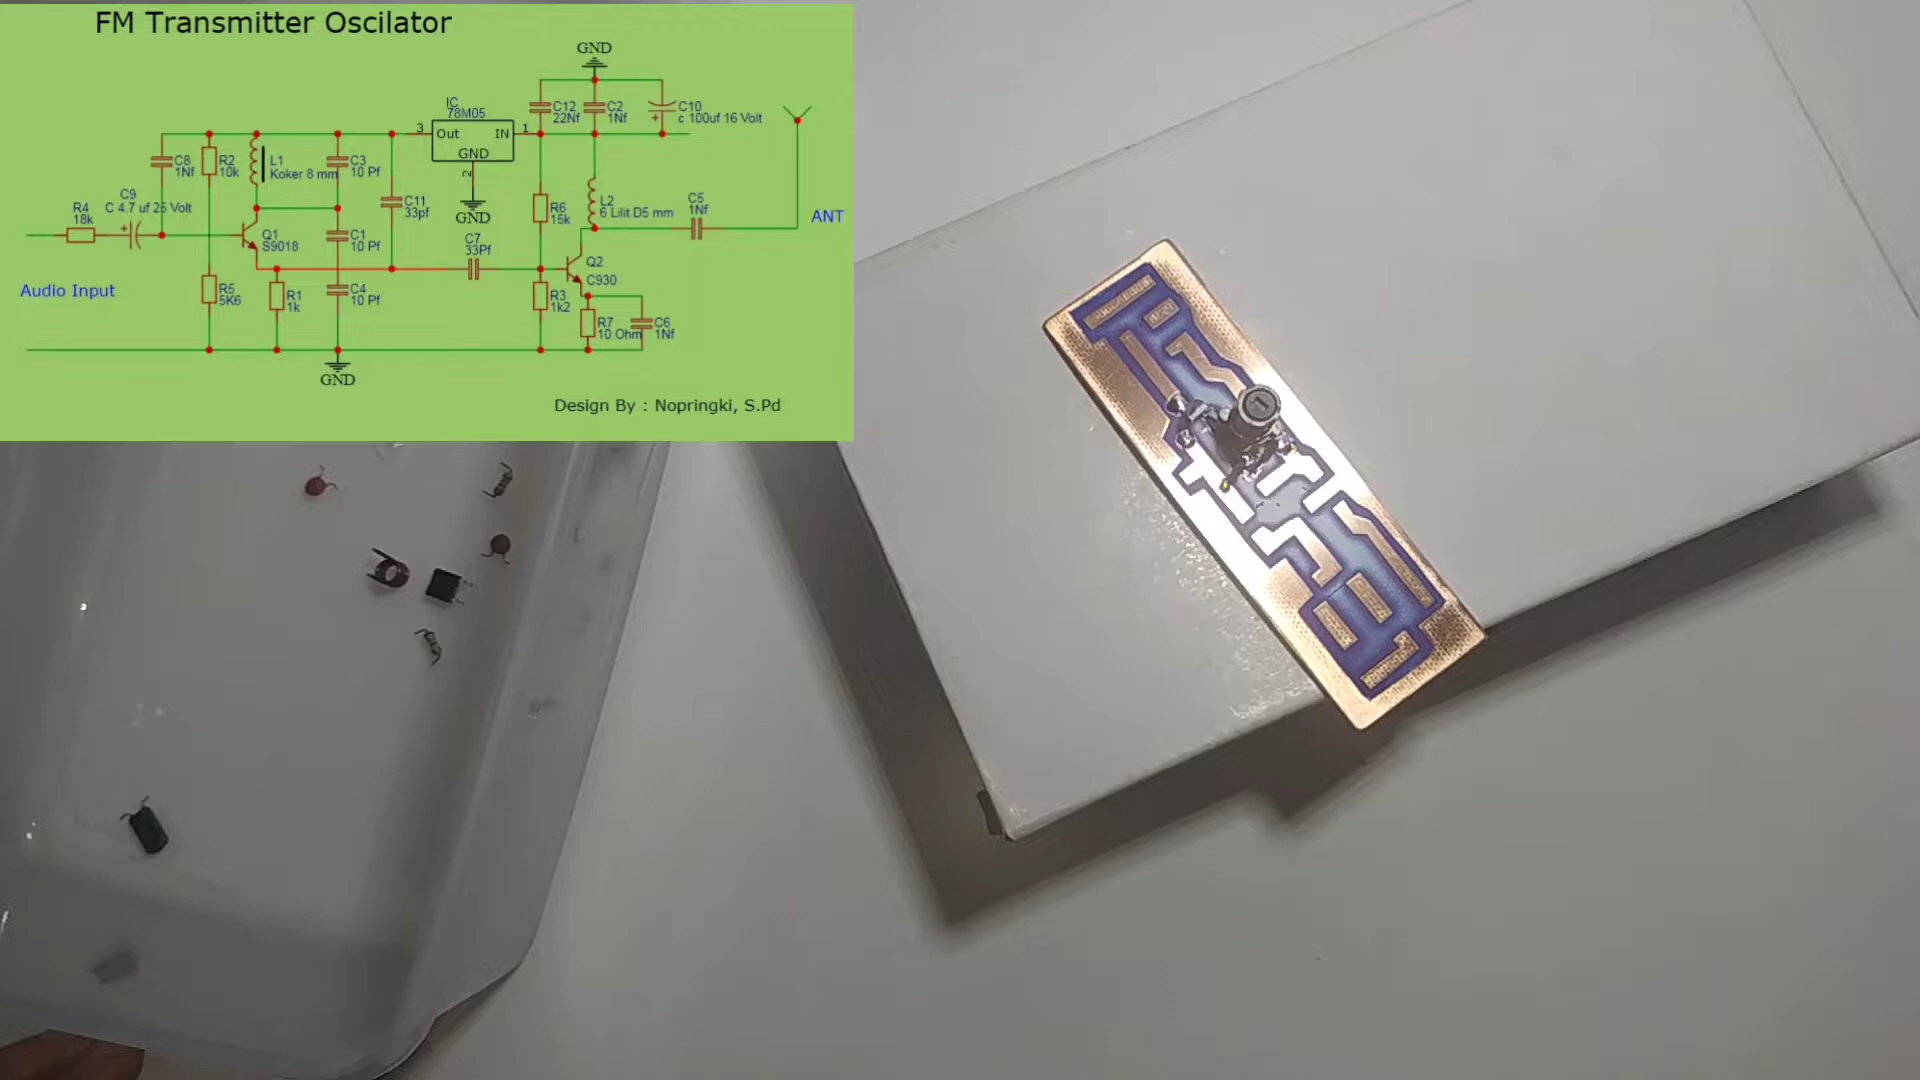 FM Transmitter Oscilator
GND
IC
78M05
3
Out
IN
1
GND
2
GND
C12
22Nf
C2
1Nf
C10
c 100uf 16 Volt
+
C8
1Nf
R2
10k
L1
Koker 8 mm
C3
10 Pf
C9
C 4.7 uf 25 Volt
+
R4
18k
C11
33pf
R6
15k
L2
6 Lilit D5 mm
C5
1Nf
ANT
Q1
S9018
C1
10 Pf
C7
33Pf
Q2
C930
Audio Input
R5
5K6
R1
1k
C4
10 Pf
R3
1k2
R7
10 Ohm
C6
1Nf
GND
Design By : Nopringki, S.Pd